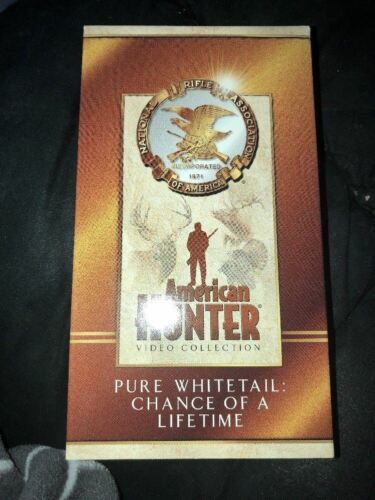 NATIONAL RIFLE ASSOCIATION
INCORPORATED
1871
OF AMERICA
American
HUNTER®
VIDEO COLLECTION
PURE WHITETAIL:
CHANCE OF A
LIFETIME